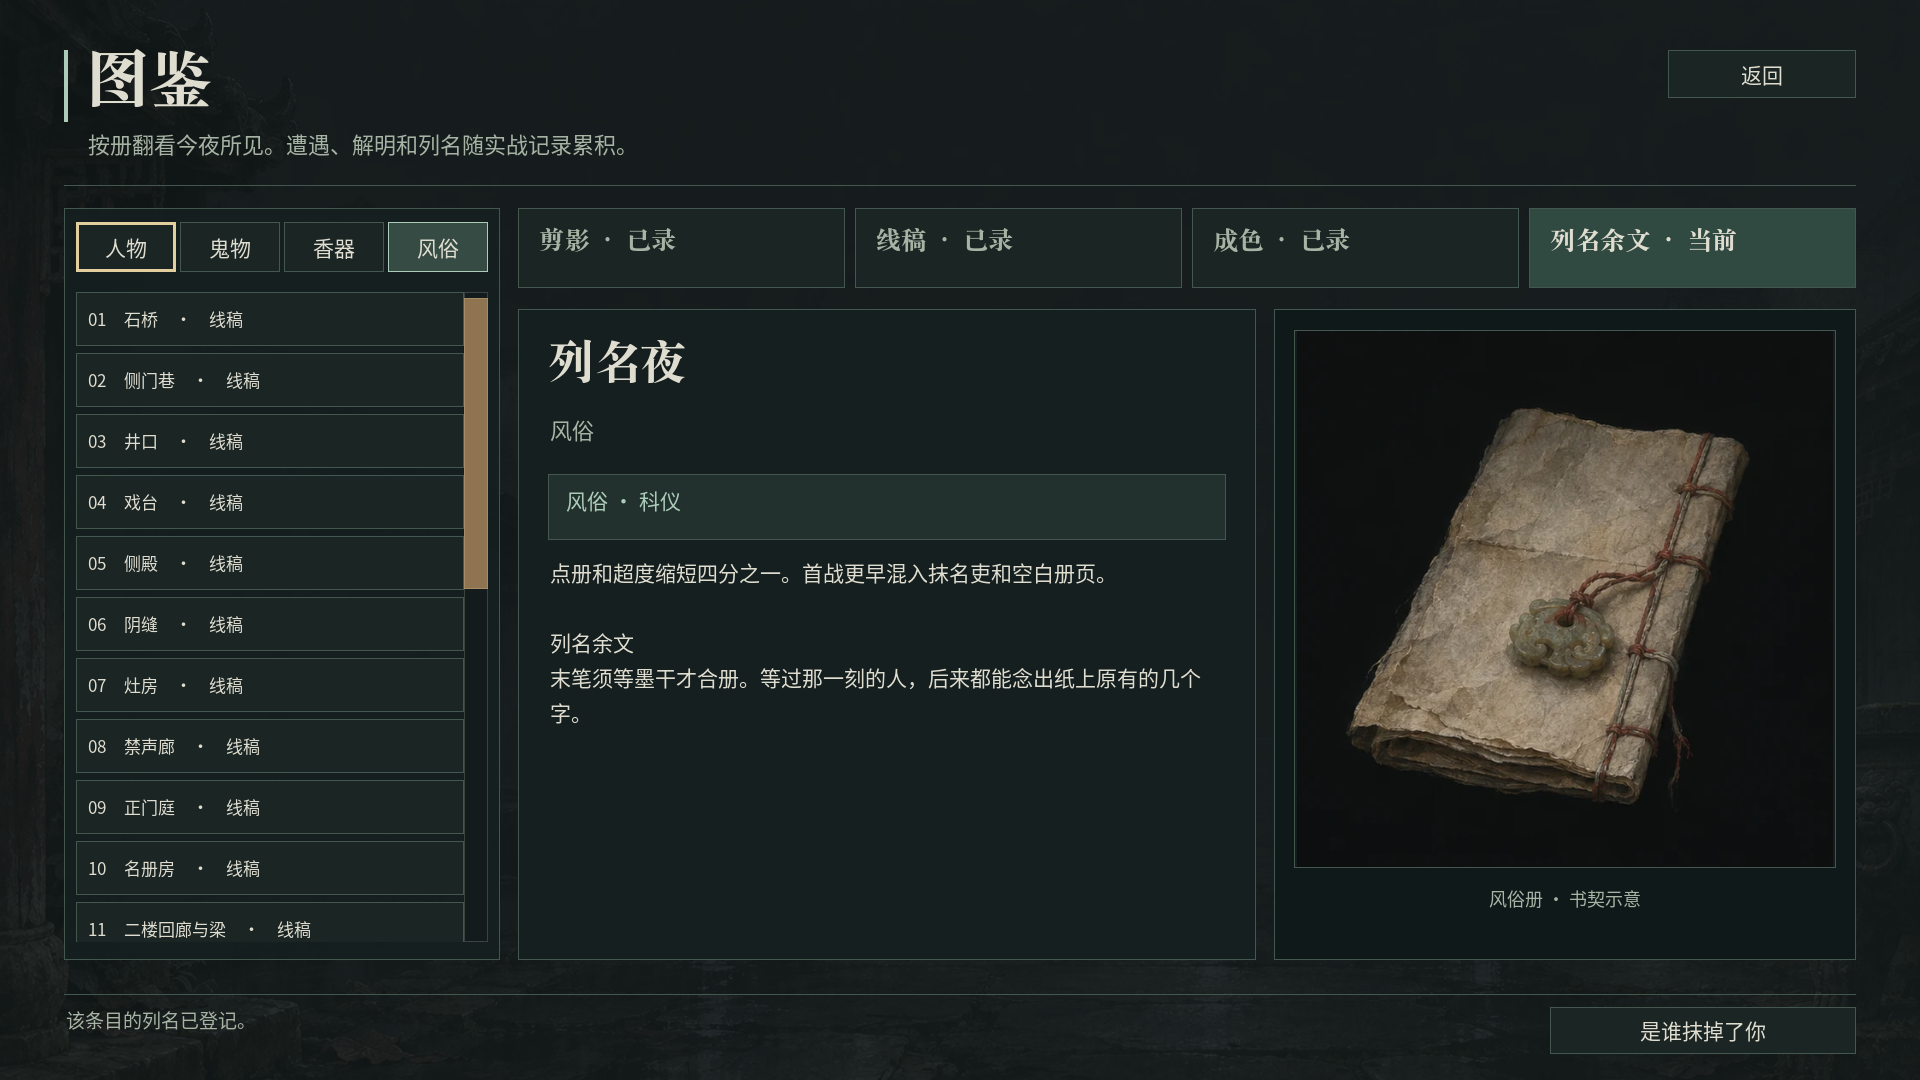 图鉴
返回
按册翻看今夜所见。遭遇、解明和列名随实战记录累积。
人物 鬼物 香器 风俗
剪影 · 已录
线稿 · 已录
成色 · 已录
列名余文 · 当前
01 石桥 · 线稿
02 侧门巷 · 线稿
03 井口 · 线稿
04 戏台 · 线稿
05 侧殿 · 线稿
06 阴缝 · 线稿
07 灶房 · 线稿
08 禁声廊 · 线稿
09 正门庭 · 线稿
10 名册房 · 线稿
11 二楼回廊与梁 · 线稿
列名夜
风俗
风俗 · 科仪
点册和超度缩短四分之一。首战更早混入抹名吏和空白册页。
列名余文
末笔须等墨干才合册。等过那一刻的人，后来都能念出纸上原有的几个
字。
风俗册 · 书契示意
该条目的列名已登记。
是谁抹掉了你